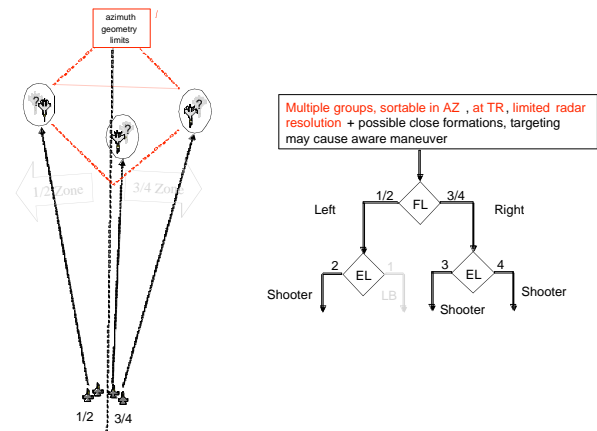 azimuth
geometry
limits
i
?
?
?
1/2 Zone
3/4 Zone
1/2
3/4
Multiple groups, sortable in AZ , at TR, limited radar
resolution + possible close formations, targeting
may cause aware maneuver
1/2
3/4
FL
Left
Right
2
1
3
4
EL
EL
Shooter
LB
Shooter
Shooter